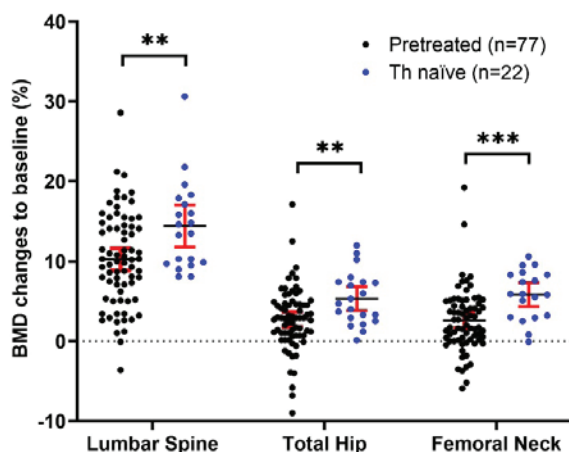 BMD changes to baseline (%)
40
30
20
10
0
-10
Pretreated (n=77)
Th naïve (n=22)
**
**
***
Lumbar Spine
Total Hip
Femoral Neck